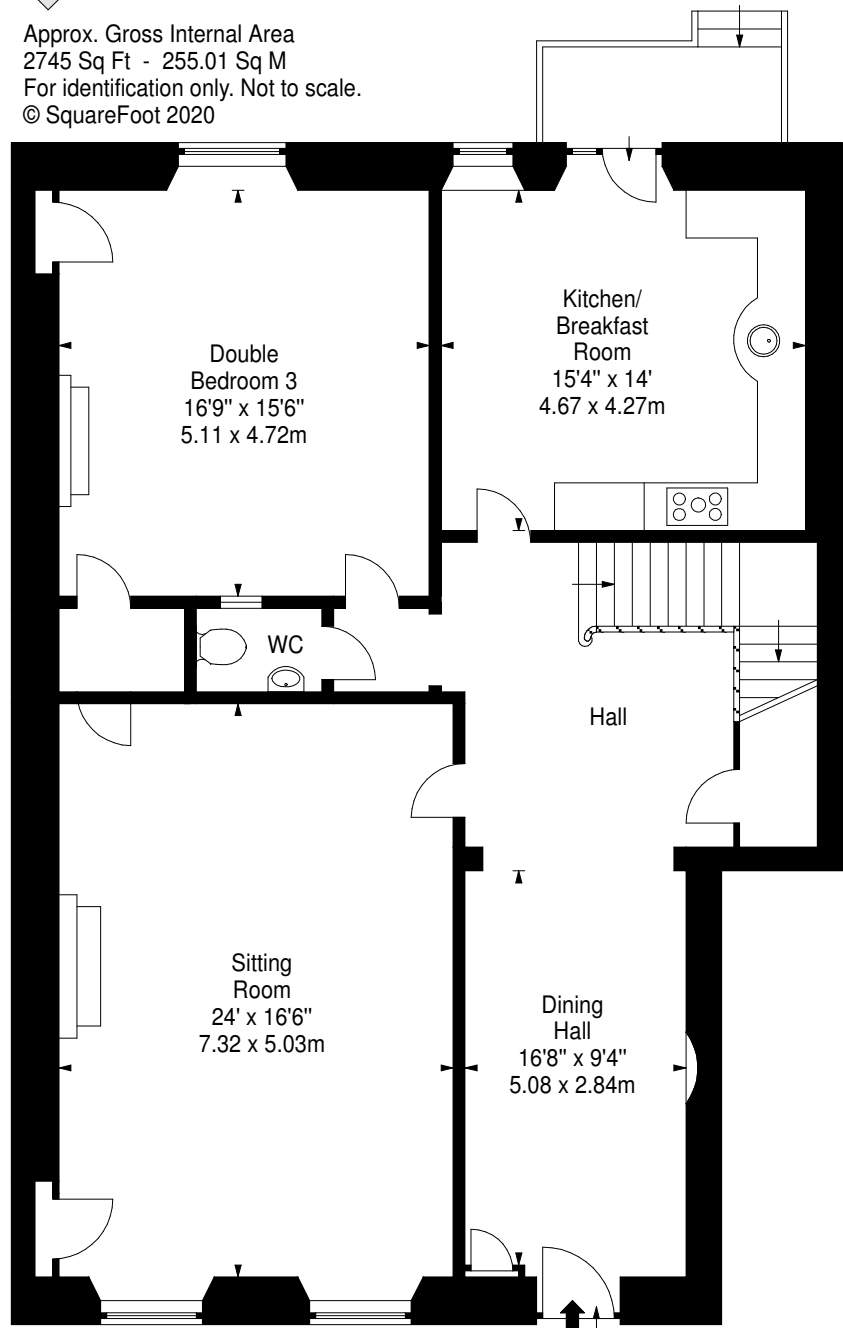 Approx. Gross Internal Area
2745 Sq Ft - 255.01 Sq M
For identification only. Not to scale.
© SquareFoot 2020
Kitchen/
Breakfast
Room
15'4" x 14'
4.67 x 4.27m
Double
Bedroom 3
16'9" x 15'6"
5.11 x 4.72m
WC
Hall
Sitting
Room
24' x 16'6"
7.32 x 5.03m
Dining
Hall
16'8" x 9'4"
5.08 x 2.84m